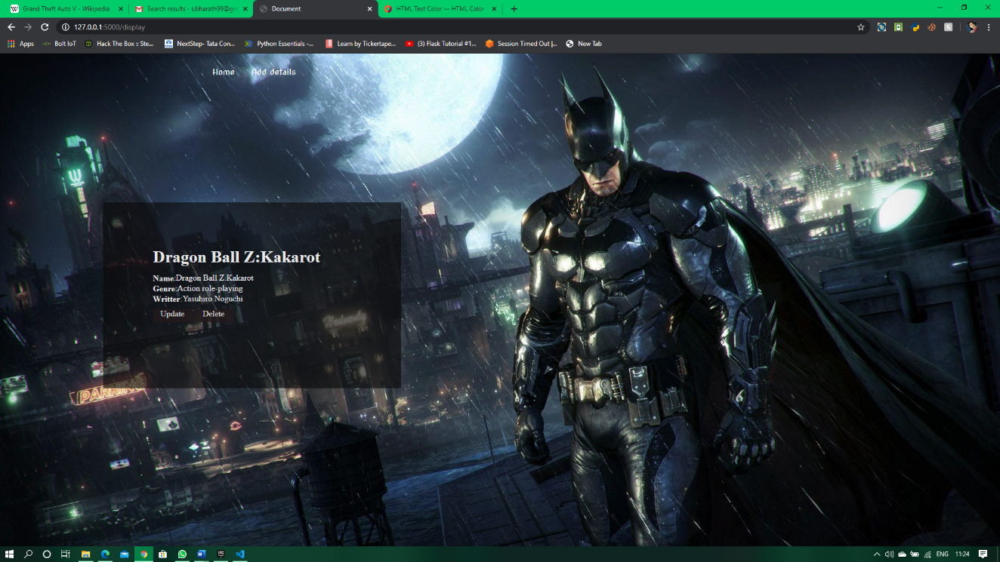 Grand Theft Auto V - Wikipedia
Search results - s.bharath99@gm
Document
HTML Text Color — HTML Color
127.0.0.1:5000/display
Apps
Bolt IoT
Hack The Box :: Ste...
NextStep- Tata Con...
Python Essentials -...
Learn by Tickertape...
(3) Flask Tutorial #1...
Session Timed Out |...
New Tab
Home
Add details
Dragon Ball Z:Kakarot
Name:Dragon Ball Z:Kakarot
Genre:Action role-playing
Writter:Yasuhiro Noguchi
Update
Delete
PARKING
ENG
11:24